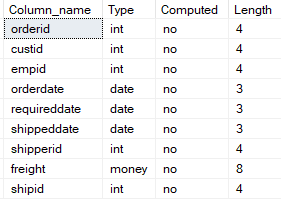 Column_name Type Computed Length
orderid int no 4
custid int no 4
empid int no 4
orderdate date no 3
requireddate date no 3
shippeddate date no 3
shipperid int no 4
freight money no 8
shipid int no 4